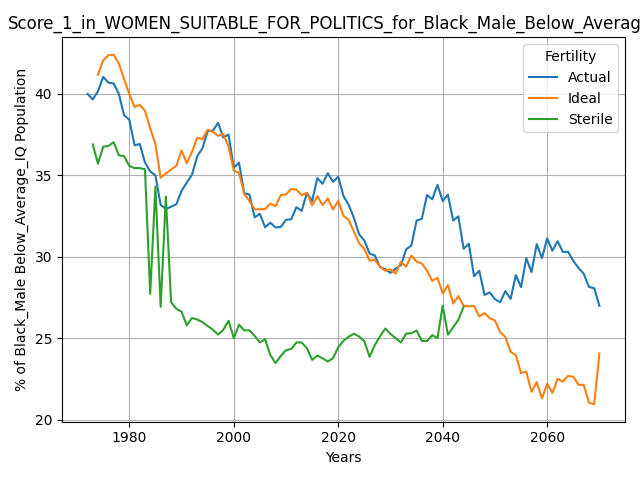 Score_1_in_WOMEN_SUITABLE_FOR_POLITICS_for_Black_Male_Below_Averag
Fertility
Actual
Ideal
Sterile
% of Black_Male Below_Average_IQ Population
40
35
30
25
20
1980
2000
2020
2040
2060
Years